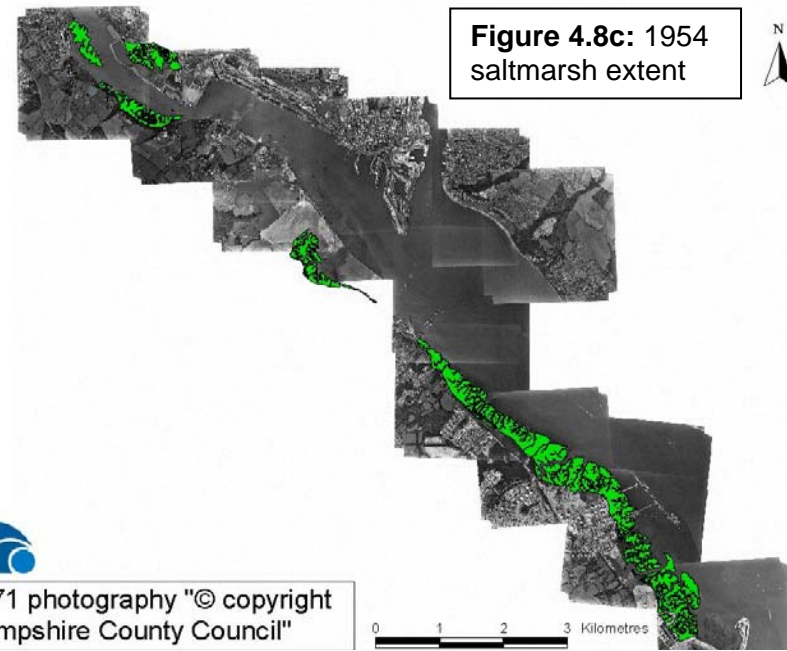 Figure 4.8c: 1954
saltmarsh extent
N
71 photography "© copyright
mpshire County Council"
0 1 2 3 Kilometres